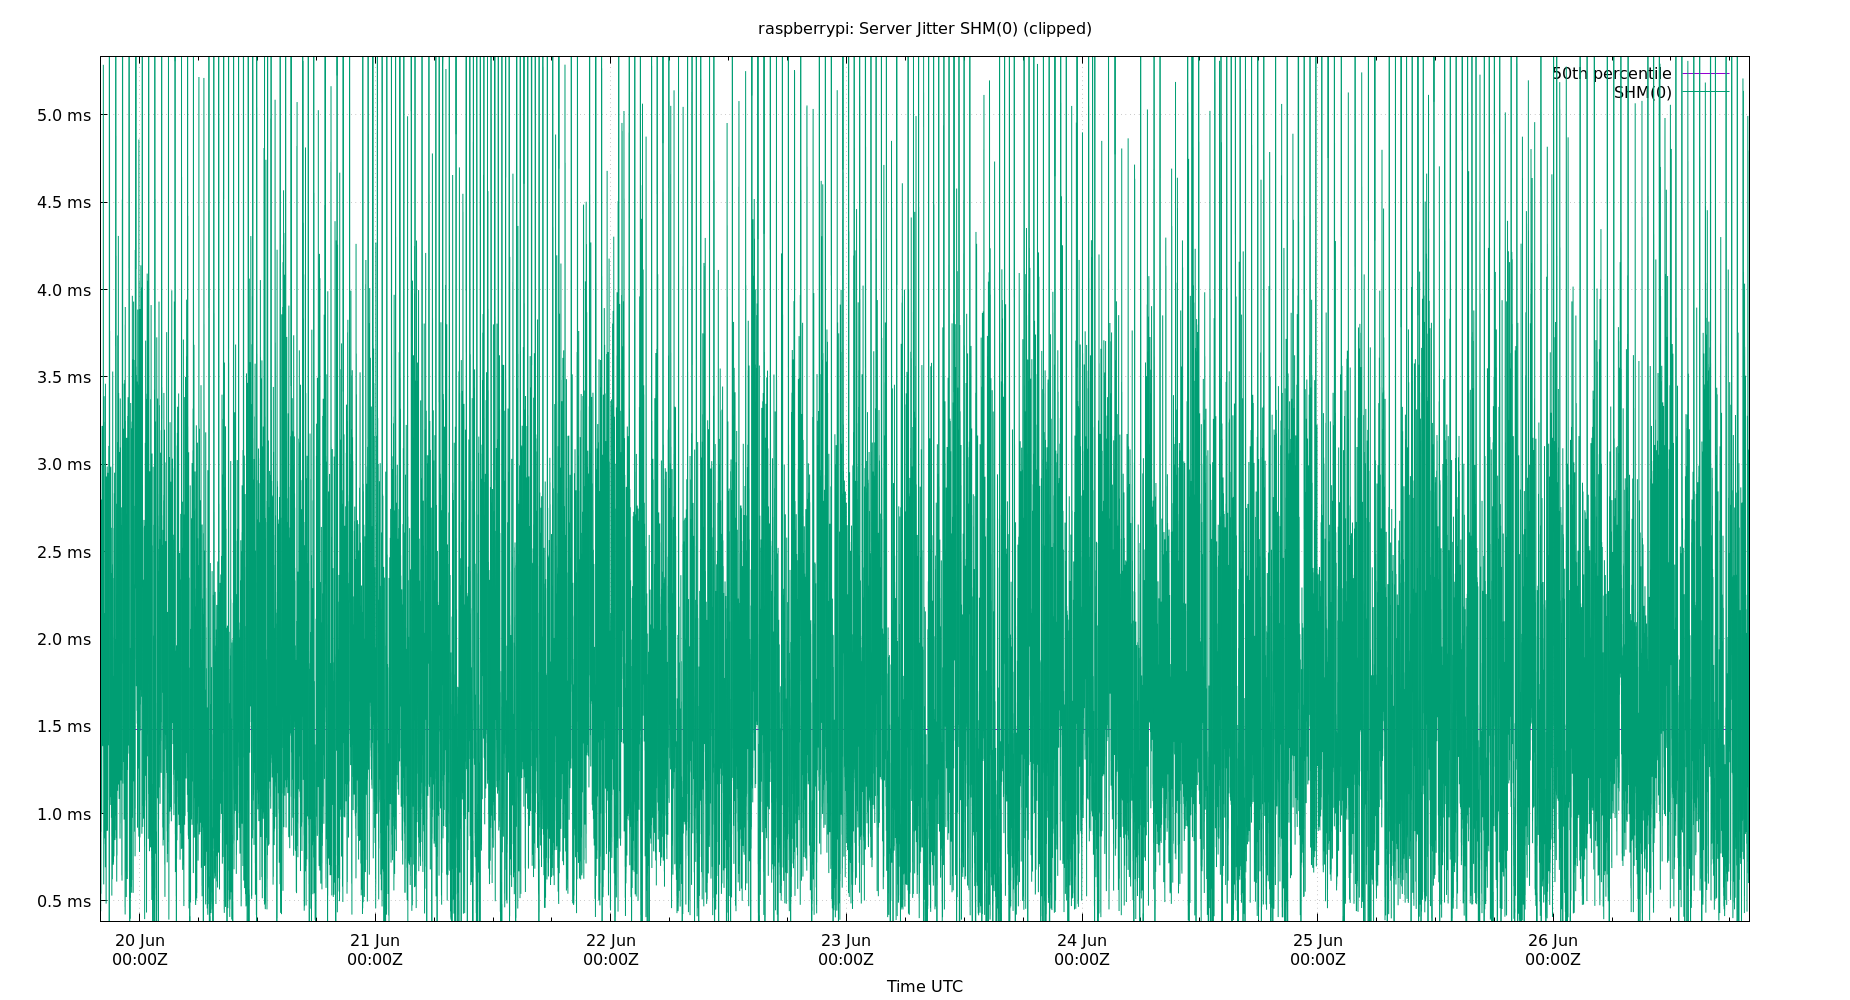 raspberrypi: Server Jitter SHM(0) (clipped)
50th percentile
SHM(0)
5.0 ms
4.5 ms
4.0 ms
3.5 ms
3.0 ms
2.5 ms
2.0 ms
1.5 ms
1.0 ms
0.5 ms
20 Jun 21 Jun 22 Jun 23 Jun 24 Jun 25 Jun 26 Jun
00:00Z 00:00Z 00:00Z 00:00Z 00:00Z 00:00Z 00:00Z
Time UTC